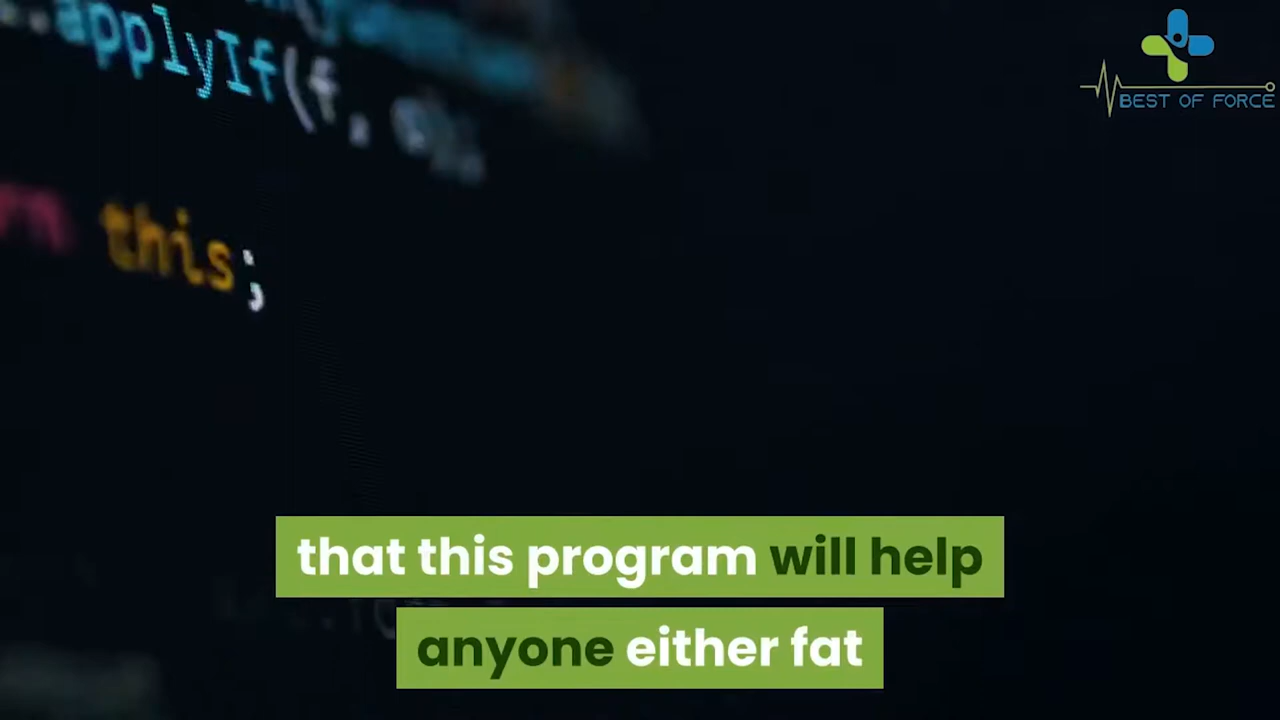 .applyIf(f.
BEST OF FORCE
this;
that this program will help
anyone either fat